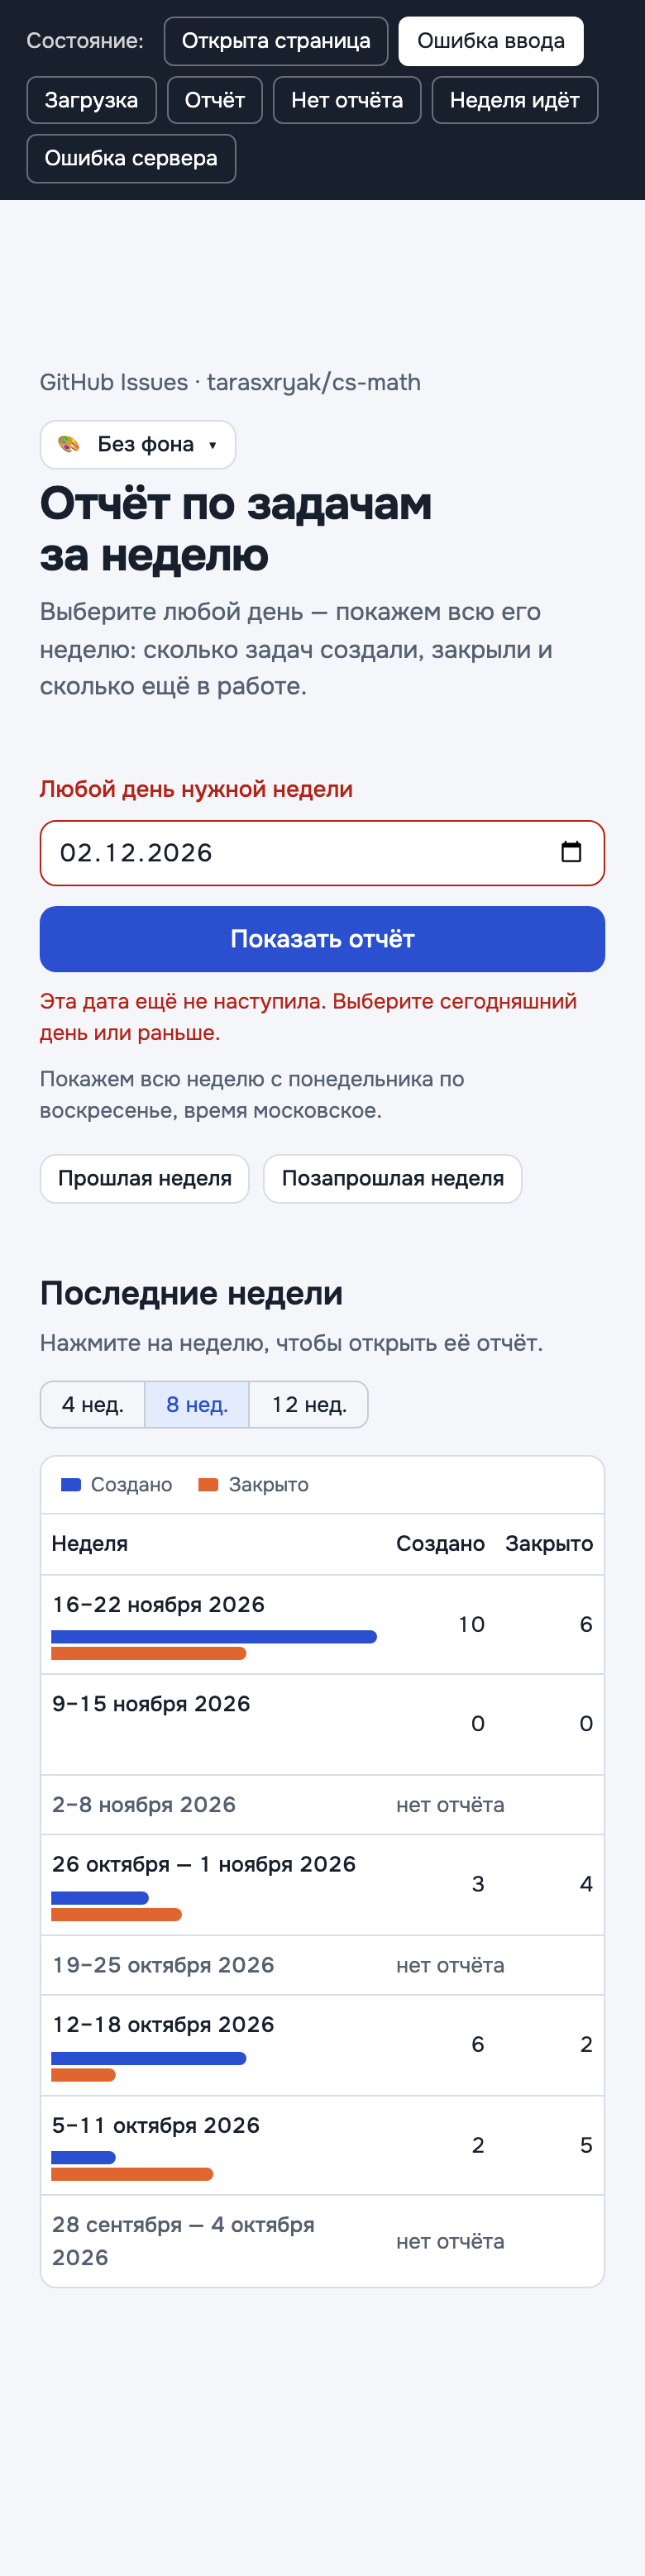 Состояние:
Открыта страница
Ошибка ввода
Загрузка
Отчёт
Нет отчёта
Неделя идёт
Ошибка сервера
GitHub Issues · tarasxryak/cs-math
Без фона
Отчёт по задачам
за неделю
Выберите любой день — покажем всю его
неделю: сколько задач создали, закрыли и
сколько ещё в работе.
Любой день нужной недели
02.12.2026
Показать отчёт
Эта дата ещё не наступила. Выберите сегодняшний
день или раньше.
Покажем всю неделю с понедельника по
воскресенье, время московское.
Прошлая неделя
Позапрошлая неделя
Последние недели
Нажмите на неделю, чтобы открыть её отчёт.
4 нед.
8 нед.
12 нед.
Создано
Закрыто
Неделя Создано Закрыто
16–22 ноября 2026 10 6
9–15 ноября 2026 0 0
2–8 ноября 2026 нет отчёта
26 октября — 1 ноября 2026 3 4
19–25 октября 2026 нет отчёта
12–18 октября 2026 6 2
5–11 октября 2026 2 5
28 сентября — 4 октября
2026
нет отчёта